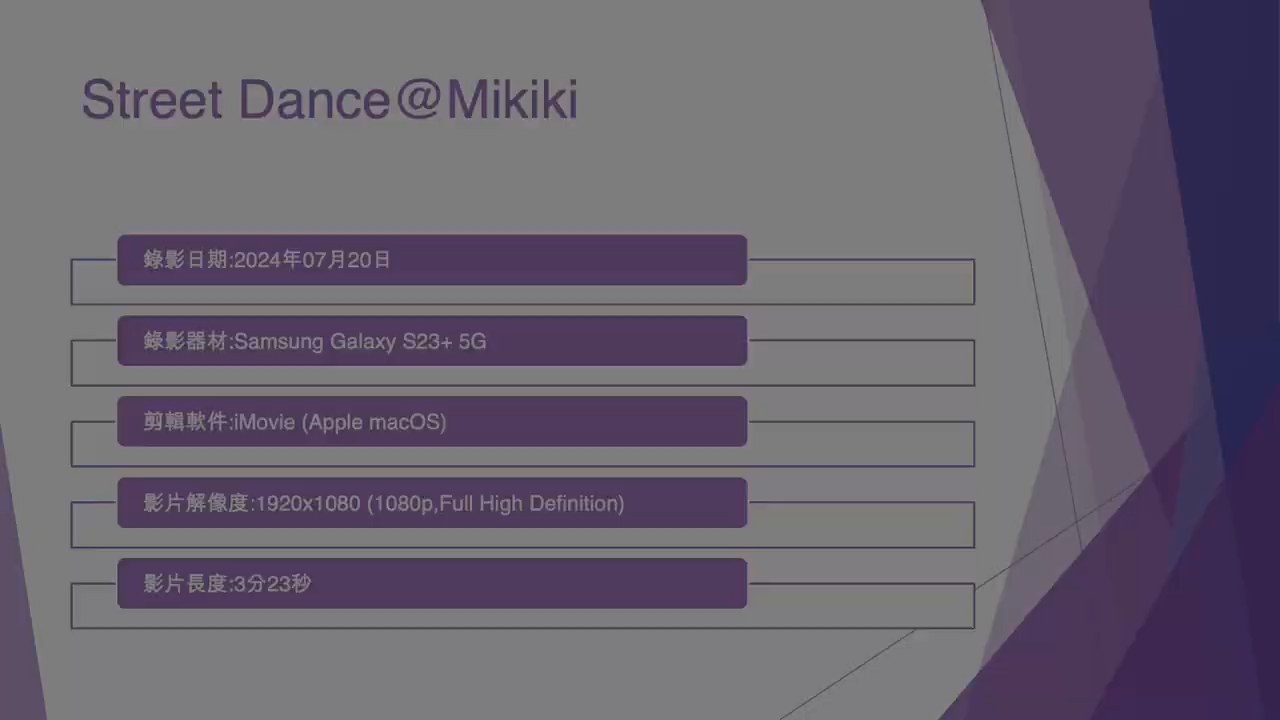 Street Dance@Mikiki
錄影日期:2024年07月20日
錄影器材:Samsung Galaxy S23+ 5G
剪輯軟件:iMovie (Apple macOS)
影片解像度:1920x1080 (1080p,Full High Definition)
影片長度:3分23秒